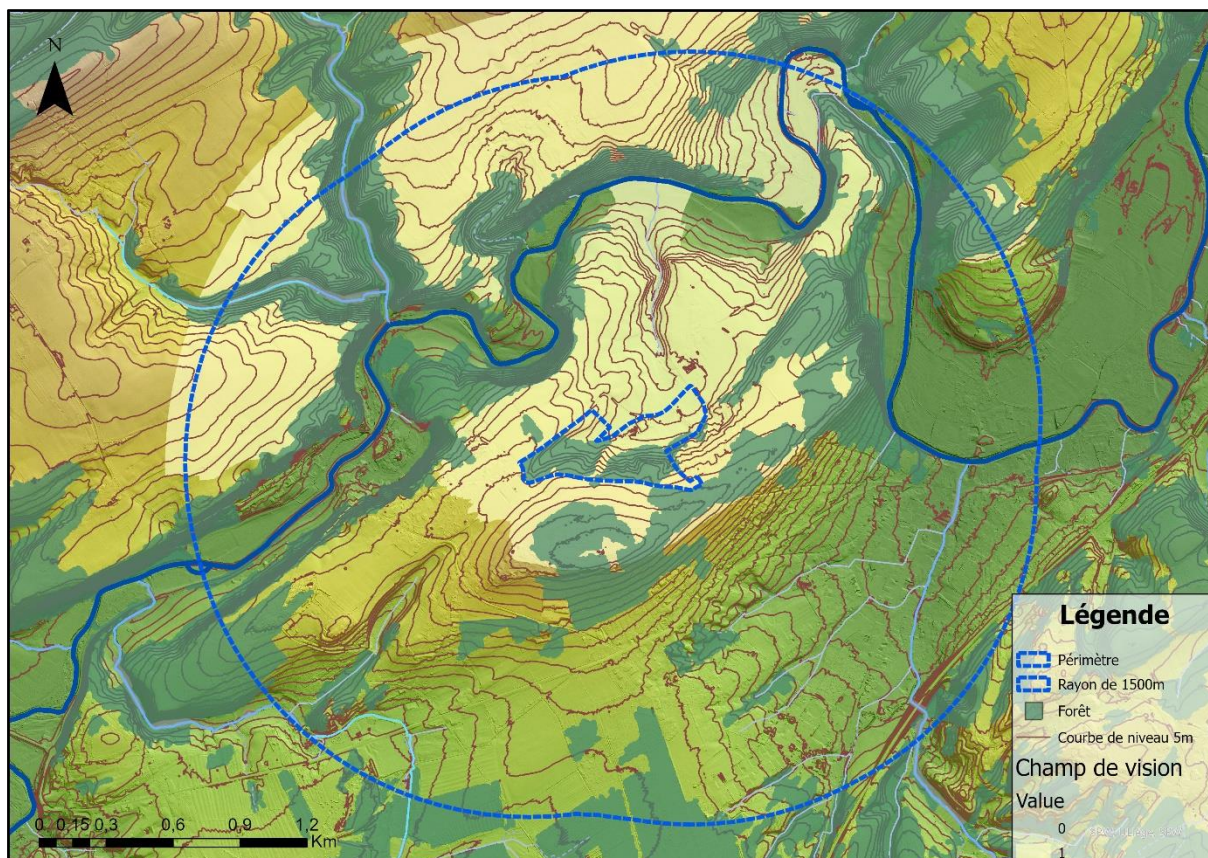 N
Légende
Périmètre
Rayon de 1500m
Forêt
Courbe de niveau 5m
Champ de vision
Value
0
1
0 0,15 0,3 0,6 0,9 1,2
Km